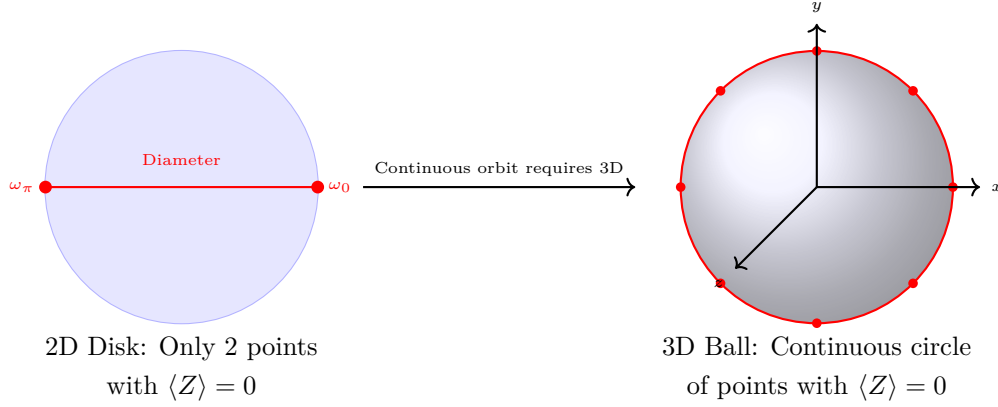 y
Diameter
Continuous orbit requires 3D
ω_π
ω_0
x
z
2D Disk: Only 2 points
with ⟨Z⟩ = 0
3D Ball: Continuous circle
of points with ⟨Z⟩ = 0